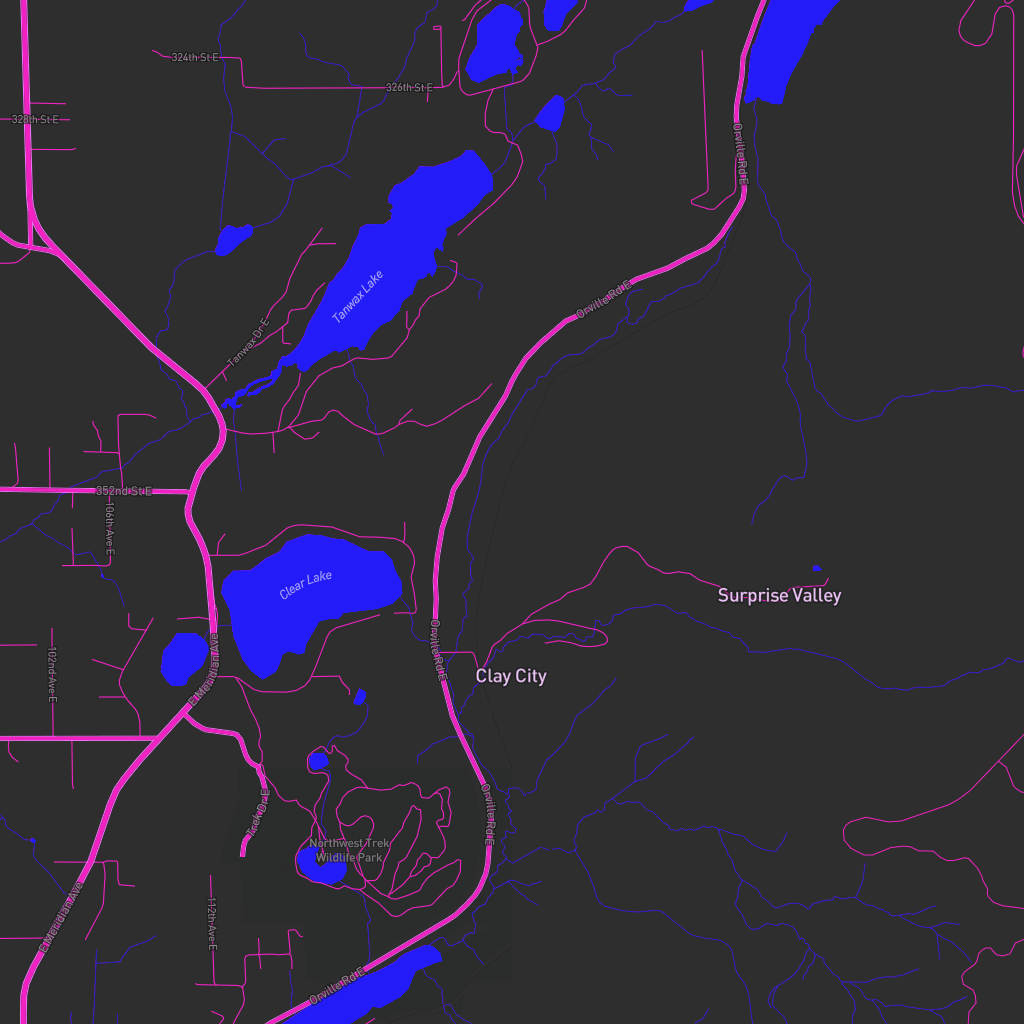 324th St E
326th St E
328th St E
Orville Rd E
Tanwax Lake
Orville Rd E
Tanwax Dr E
352nd St E
106th Ave E
Clear Lake
Surprise Valley
Orville Rd E
102nd Ave E
E Meridian Ave
Clay City
Trek Dr E
Orville Rd E
Northwest Trek
Wildlife Park
E Meridian Ave
112th Ave E
Orville Rd E